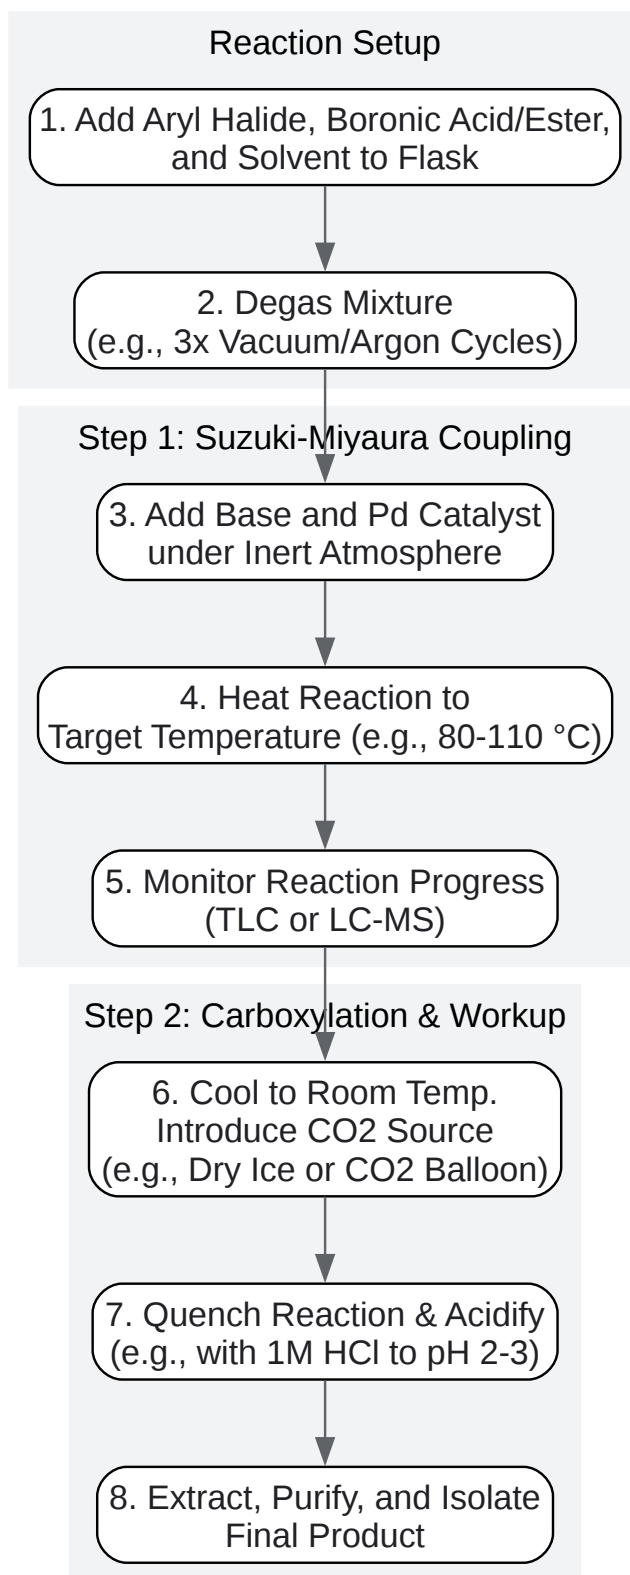 Reaction Setup
1. Add Aryl Halide, Boronic Acid/Ester,
and Solvent to Flask
2. Degas Mixture
(e.g., 3x Vacuum/Argon Cycles)
Step 1: Suzuki-Miyaura Coupling
3. Add Base and Pd Catalyst
under Inert Atmosphere
4. Heat Reaction to
Target Temperature (e.g., 80-110 °C)
5. Monitor Reaction Progress
(TLC or LC-MS)
Step 2: Carboxylation & Workup
6. Cool to Room Temp.
Introduce CO2 Source
(e.g., Dry Ice or CO2 Balloon)
7. Quench Reaction & Acidify
(e.g., with 1M HCl to pH 2-3)
8. Extract, Purify, and Isolate
Final Product